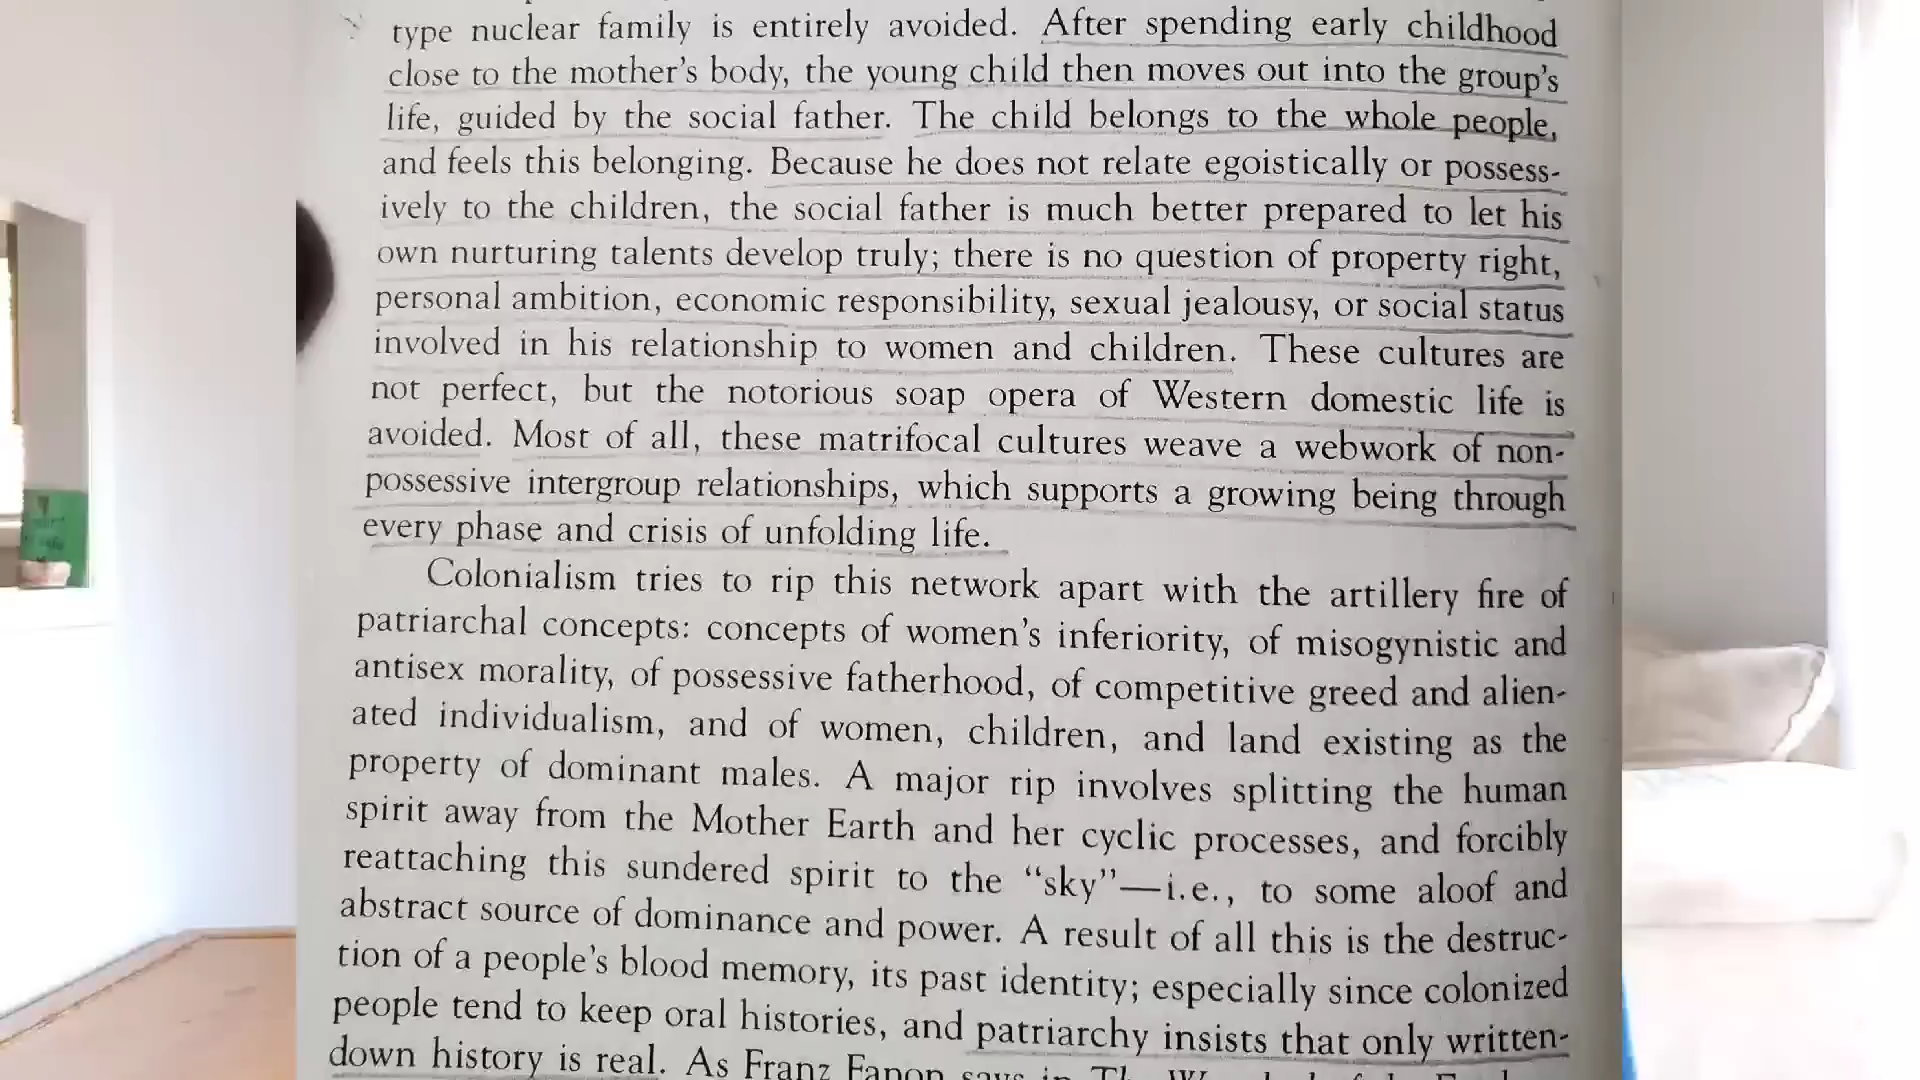 type nuclear family is entirely avoided. After spending early childhood
close to the mother's body, the young child then moves out into the group's
life, guided by the social father. The child belongs to the whole people,
and feels this belonging. Because he does not relate egoistically or possess-
ively to the children, the social father is much better prepared to let his
own nurturing talents develop truly; there is no question of property right,
personal ambition, economic responsibility, sexual jealousy, or social status
involved in his relationship to women and children. These cultures are
not perfect, but the notorious soap opera of Western domestic life is
avoided. Most of all, these matrifocal cultures weave a webwork of non-
possessive intergroup relationships, which supports a growing being through
every phase and crisis of unfolding life.
Colonialism tries to rip this network apart with the artillery fire of
patriarchal concepts: concepts of women's inferiority, of misogynistic and
antisex morality, of possessive fatherhood, of competitive greed and alien-
ated individualism, and of women, children, and land existing as the
property of dominant males. A major rip involves splitting the human
spirit away from the Mother Earth and her cyclic processes, and forcibly
reattaching this sundered spirit to the "sky"—i.e., to some aloof and
abstract source of dominance and power. A result of all this is the destruc-
tion of a people's blood memory, its past identity; especially since colonized
people tend to keep oral histories, and patriarchy insists that only written-
down history is real. As Franz Fanon says in